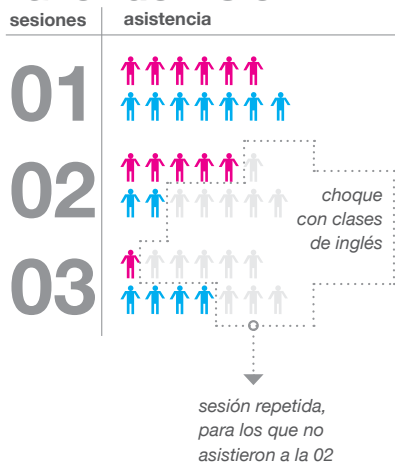 sesiones asistencia
01
02
choque
con clases
de inglés
03
sesión repetida,
para los que no
asistieron a la 02